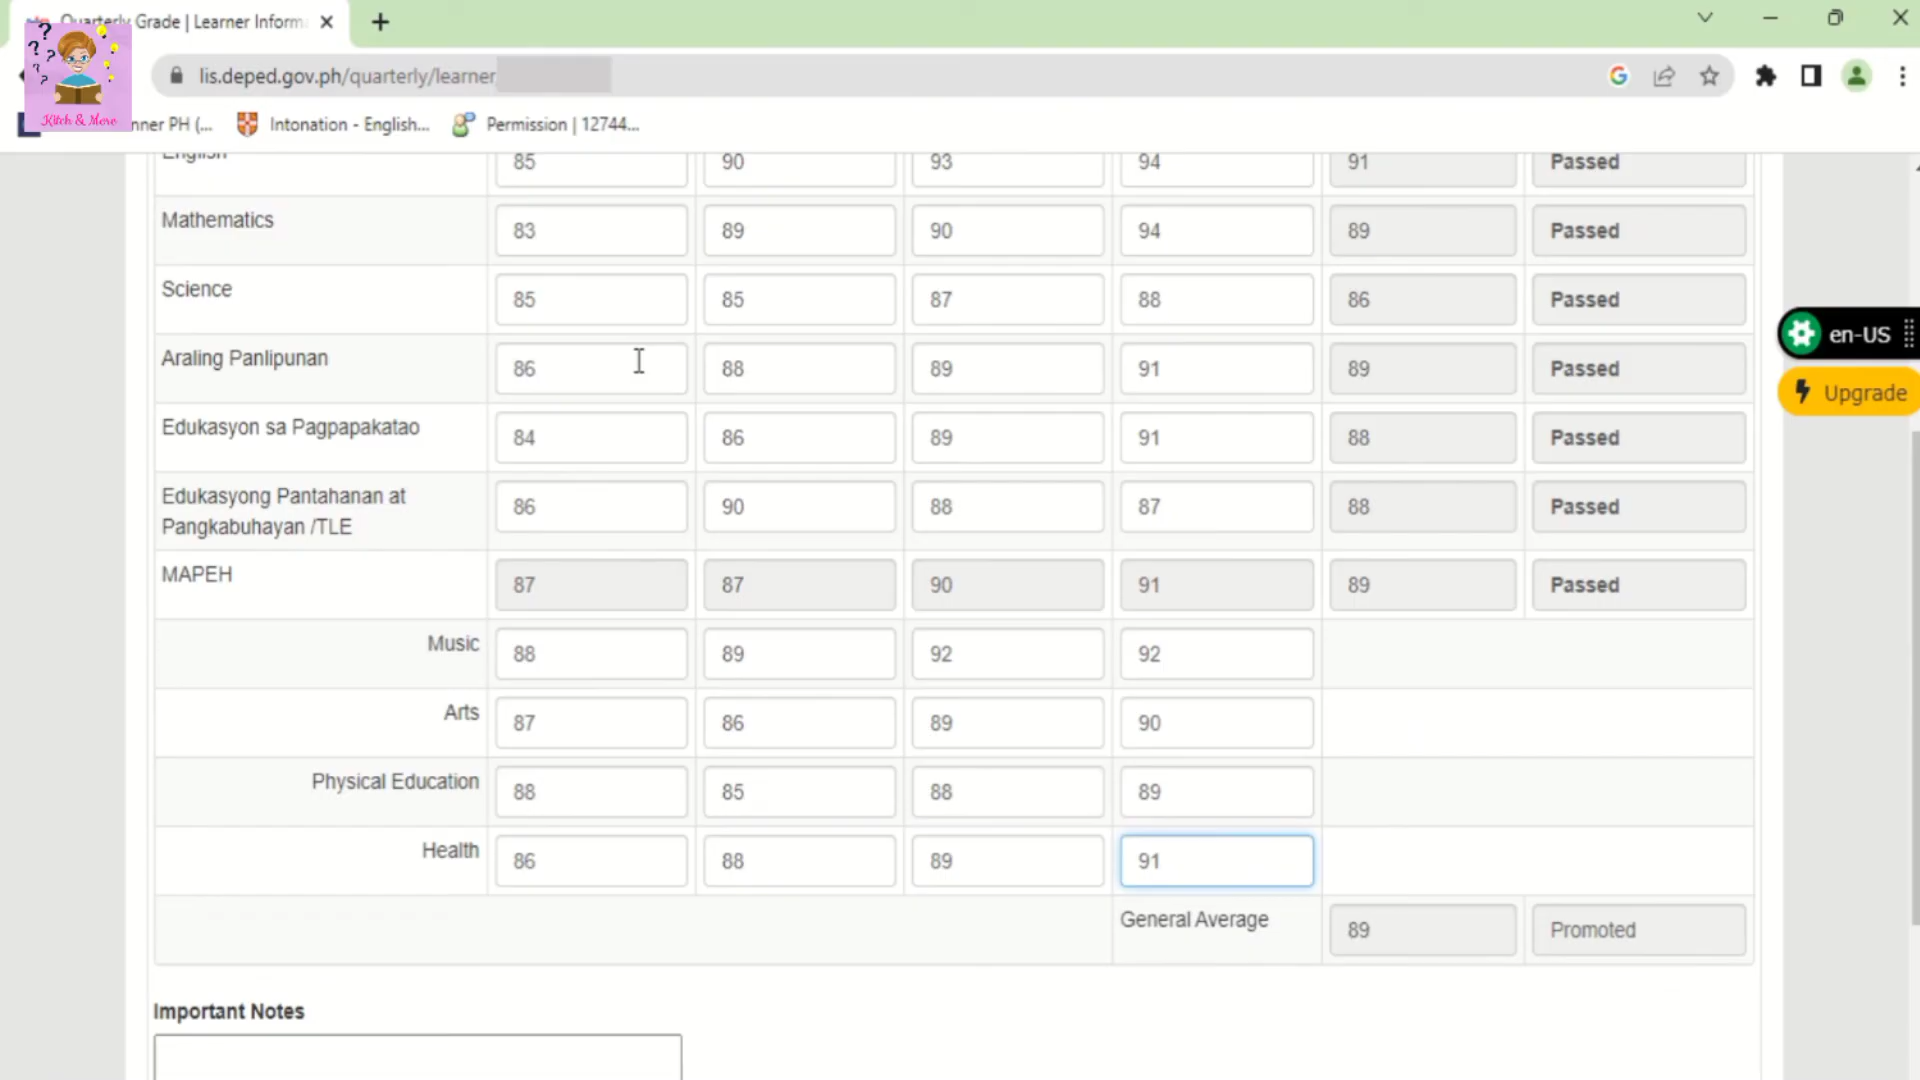 Quarterly Grade | Learner Inform
lis.deped.gov.ph/quarterly/learner
Kitch & More
nner PH (...
Intonation - English...
Permission | 12744...
English 85 90 93 94 91 Passed
Mathematics 83 89 90 94 89 Passed
Science 85 85 87 88 86 Passed
en-US
Araling Panlipunan 86 88 89 91 89 Passed
Upgrade
Edukasyon sa Pagpapakatao 84 86 89 91 88 Passed
Edukasyong Pantahanan at
Pangkabuhayan /TLE 86 90 88 87 88 Passed
MAPEH 87 87 90 91 89 Passed
Music 88 89 92 92
Arts 87 86 89 90
Physical Education 88 85 88 89
Health 86 88 89 91
General Average 89 Promoted
Important Notes